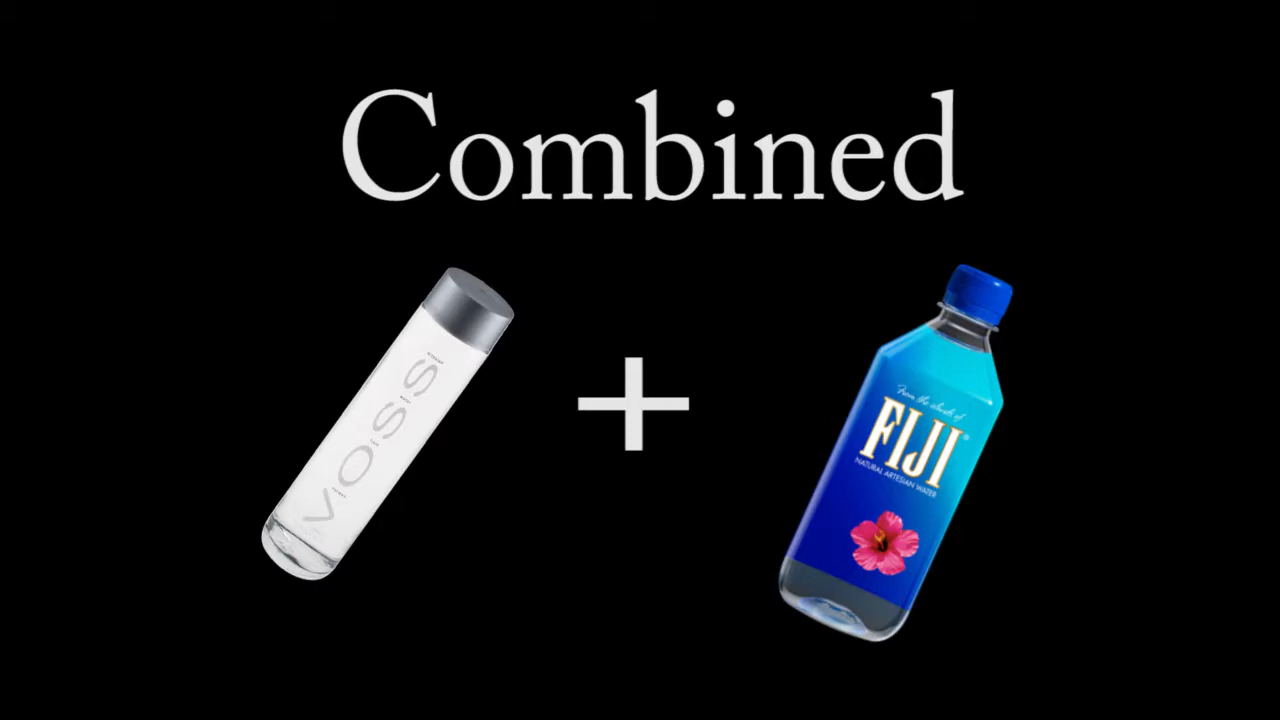 Combined
VOSS
+
From the islands of
FIJI®
NATURAL ARTESIAN WATER